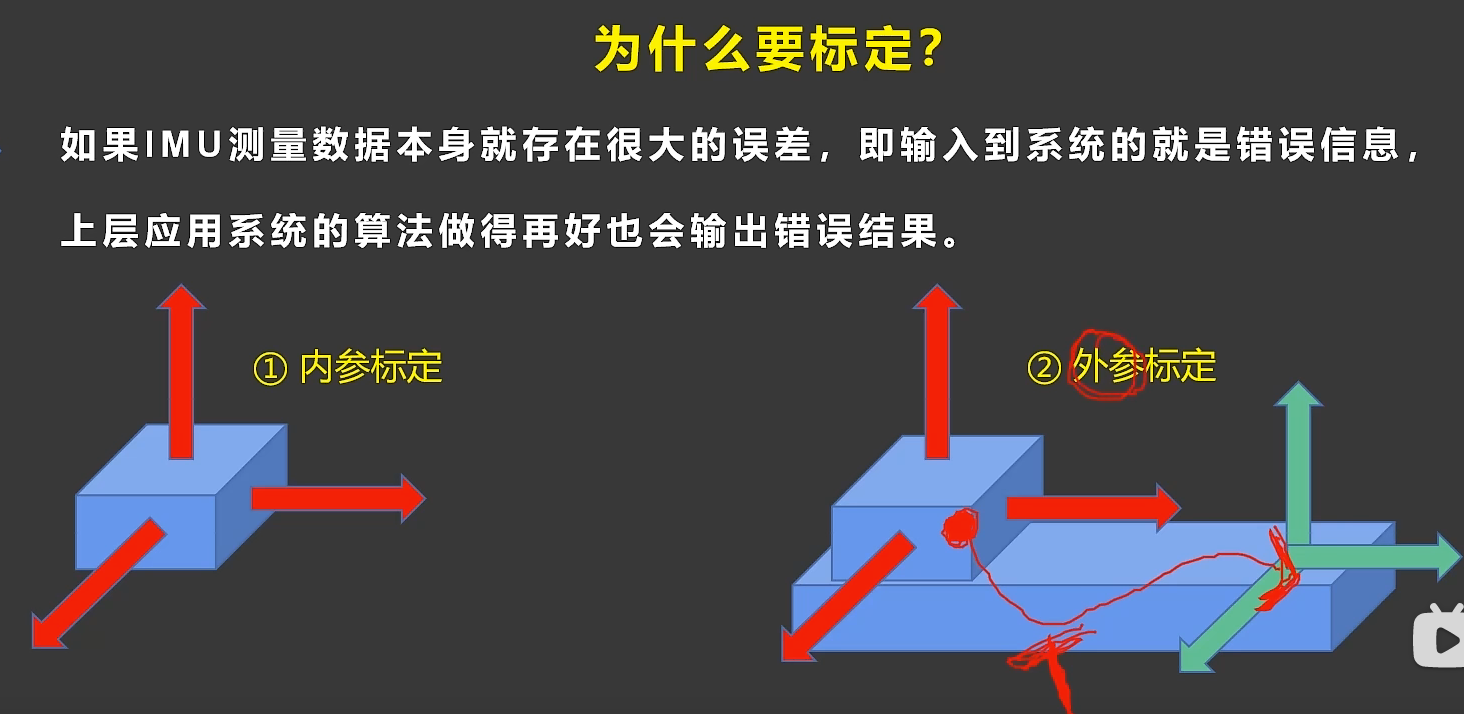 为什么要标定？
如果IMU测量数据本身就存在很大的误差，即输入到系统的就是错误信息，
上层应用系统的算法做得再好也会输出错误结果。
① 内参标定
② 外参标定
T